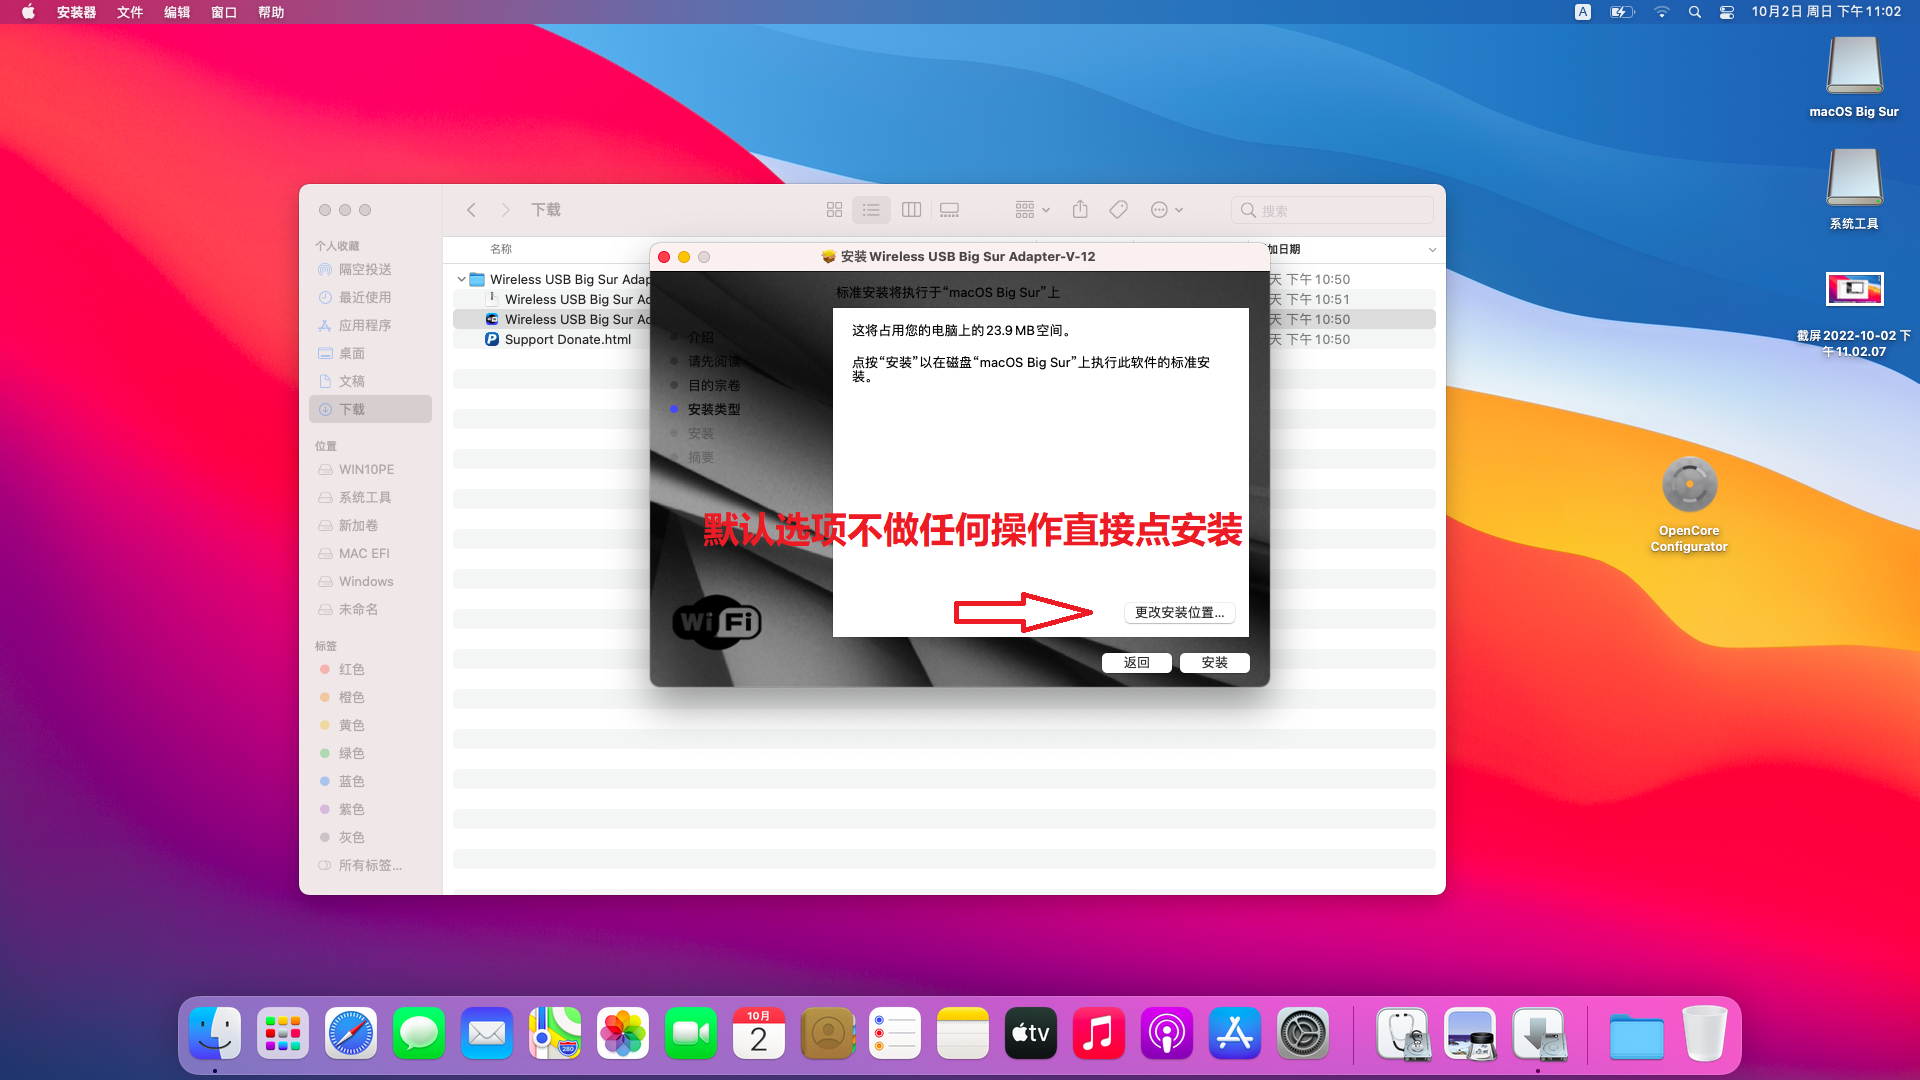 安装器 文件 编辑 窗口 帮助
A
10月2日 周日 下午11:02
macOS Big Sur
系统工具
截屏2022-10-02 下
午11.02.07
OpenCore
Configurator
下载
搜索
个人收藏
隔空投送
最近使用
应用程序
桌面
文稿
下载
位置
WIN10PE
系统工具
新加卷
MAC EFI
Windows
未命名
标签
红色
橙色
黄色
绿色
蓝色
紫色
灰色
所有标签...
名称
加日期
Wireless USB Big Sur Adap
天 下午10:50
Wireless USB Big Sur Ad
天 下午10:51
Wireless USB Big Sur Ad
天 下午10:50
Support Donate.html
天 下午10:50
安装Wireless USB Big Sur Adapter-V-12
标准安装将执行于“macOS Big Sur”上
介绍
请先阅读
目的宗卷
安装类型
安装
摘要
这将占用您的电脑上的23.9 MB空间。
点按“安装”以在磁盘“macOS Big Sur”上执行此软件的标准安
装。
默认选项不做任何操作直接点安装
更改安装位置...
WiFi
返回
安装
10月
2
280
tv